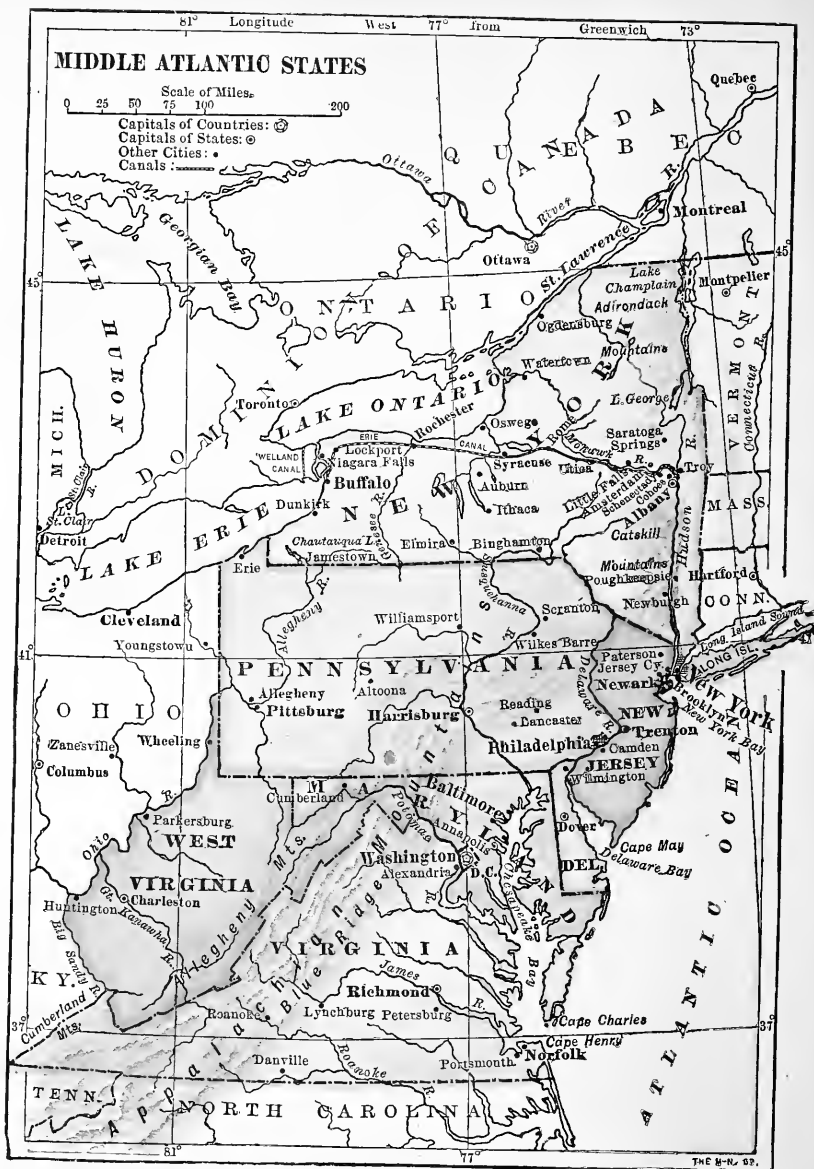 81° Longitude West 77° from Greenwich 73°
MIDDLE ATLANTIC STATES
Scale of Miles.
0 25 50 75 100 200
Capitals of Countries:
Capitals of States:
Other Cities:
Canals:
Quebec
QUEBEC
DOMINION OF CANADA
Ottawa
River
Montreal
Ottawa
St. Lawrence R.
45°
45°
Georgian Bay
LAKE HURON
ONTARIO
Lake
Champlain
Montpelier
Adirondack
Mountains
Ogdensburg
Watertown
VERMONT
Connecticut R.
L. George
MICH.
Toronto
LAKE ONTARIO
Rochester
Oswego
Rome
Mohawk R.
Saratoga
Springs
ERIE CANAL
WELLAND
CANAL
Lockport
Niagara Falls
Buffalo
Syracuse
Utica
Little Falls
Amsterdam
Schenectady
Cohoes
Troy
Albany
NEW YORK
Auburn
Ithaca
St. Clair R.
L. St. Clair
Detroit
LAKE ERIE
Dunkirk
Genesee R.
Chautauqua L.
Jamestown
Elmira
Binghamton
Catskill
Mountains
Hudson R.
MASS.
Poughkeepsie
Newburgh
Hartford
CONN.
Erie
Cleveland
Youngstown
Allegheny R.
Williamsport
Susquehanna R.
Scranton
Wilkes Barre
Long Island Sound
LONG ISL.
41°
41
PENNSYLVANIA
Delaware R.
Paterson
Jersey Cy.
Newark
New York
Brooklyn
New York Bay
Allegheny
Pittsburg
Altoona
Harrisburg
Reading
Lancaster
NEW
JERSEY
Trenton
Philadelphia
Camden
OHIO
Zanesville
Wheeling
Columbus
Wilmington
MARYLAND
Cumberland
Baltimore
Annapolis
Potomac
R.
Dover
DEL.
Cape May
Delaware Bay
Ohio R.
Parkersburg
WEST
VIRGINIA
Charleston
Huntington
Gt. Kanawha R.
Big Sandy R.
Allegheny Mts.
Appalachian Mountains
Blue Ridge
Washington
Alexandria
D.C.
Chesapeake Bay
VIRGINIA
James R.
Richmond
Lynchburg
Petersburg
Roanoke
KY.
Cumberland
Mts.
37°
37°
Cape Charles
Cape Henry
Norfolk
Portsmouth
Danville
Roanoke R.
TENN.
NORTH CAROLINA
ATLANTIC OCEAN
81°
77°
THE M.-N. CO.